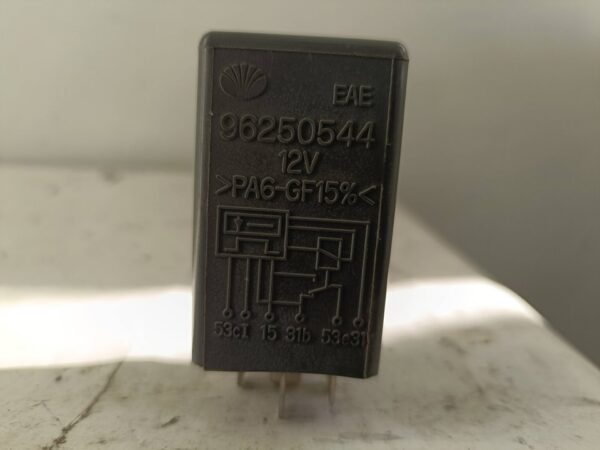 EAE
96250544
12V
>PA6-GF15%<
53c I 15 31b 53e 31